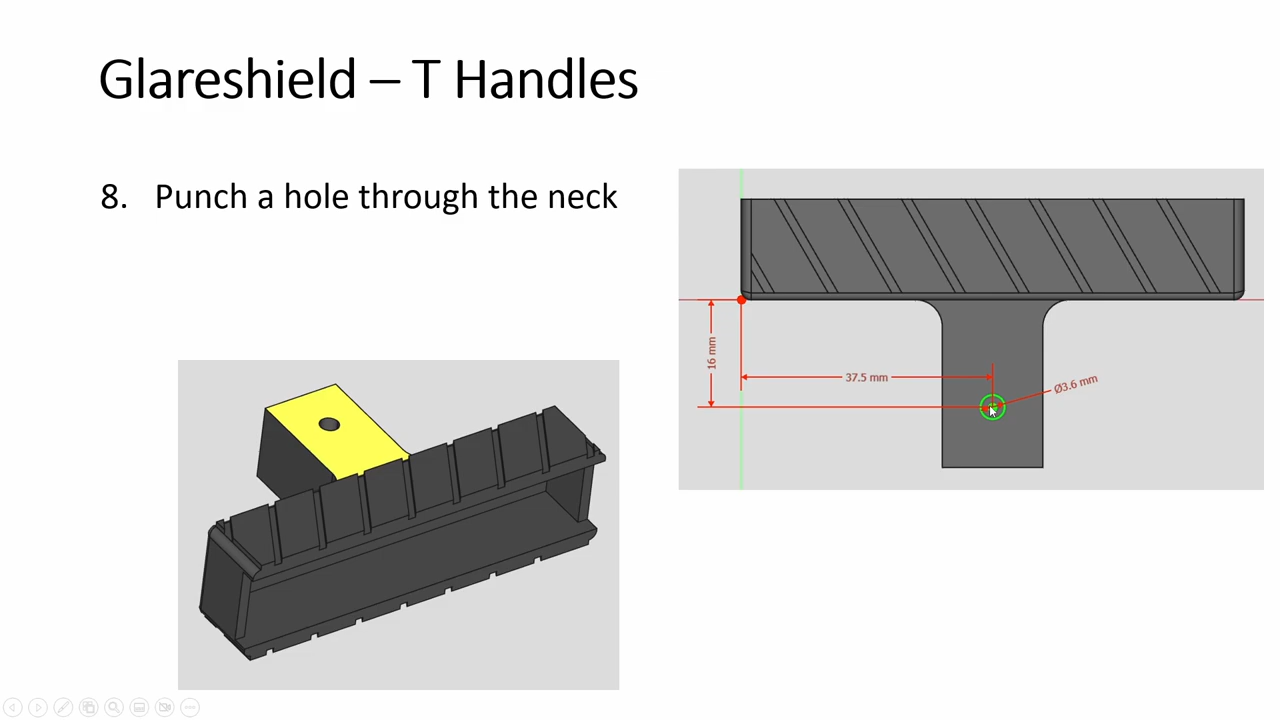 Glareshield – T Handles
8. Punch a hole through the neck
16 mm
37.5 mm
Ø3.6 mm